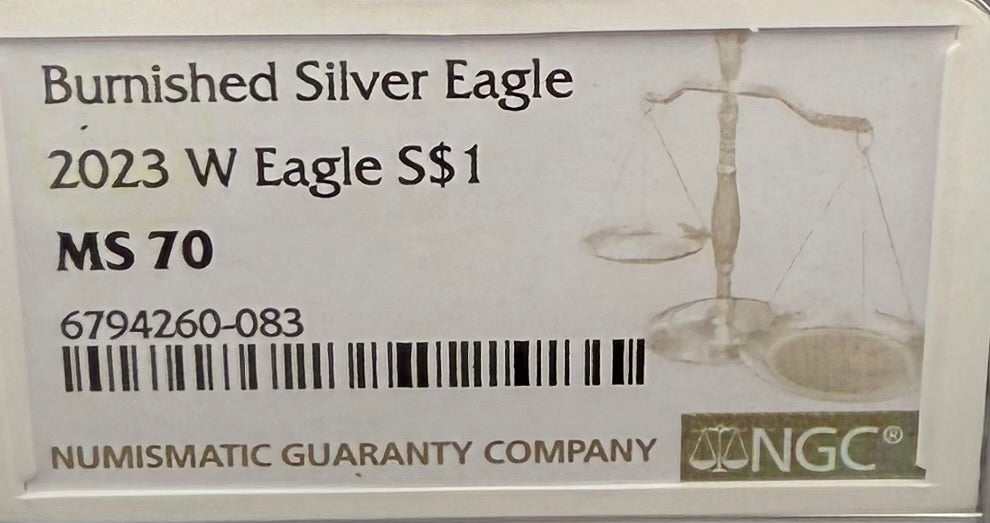 Burnished Silver Eagle
2023 W Eagle S$1
MS 70
6794260-083
NUMISMATIC GUARANTY COMPANY
NGC®